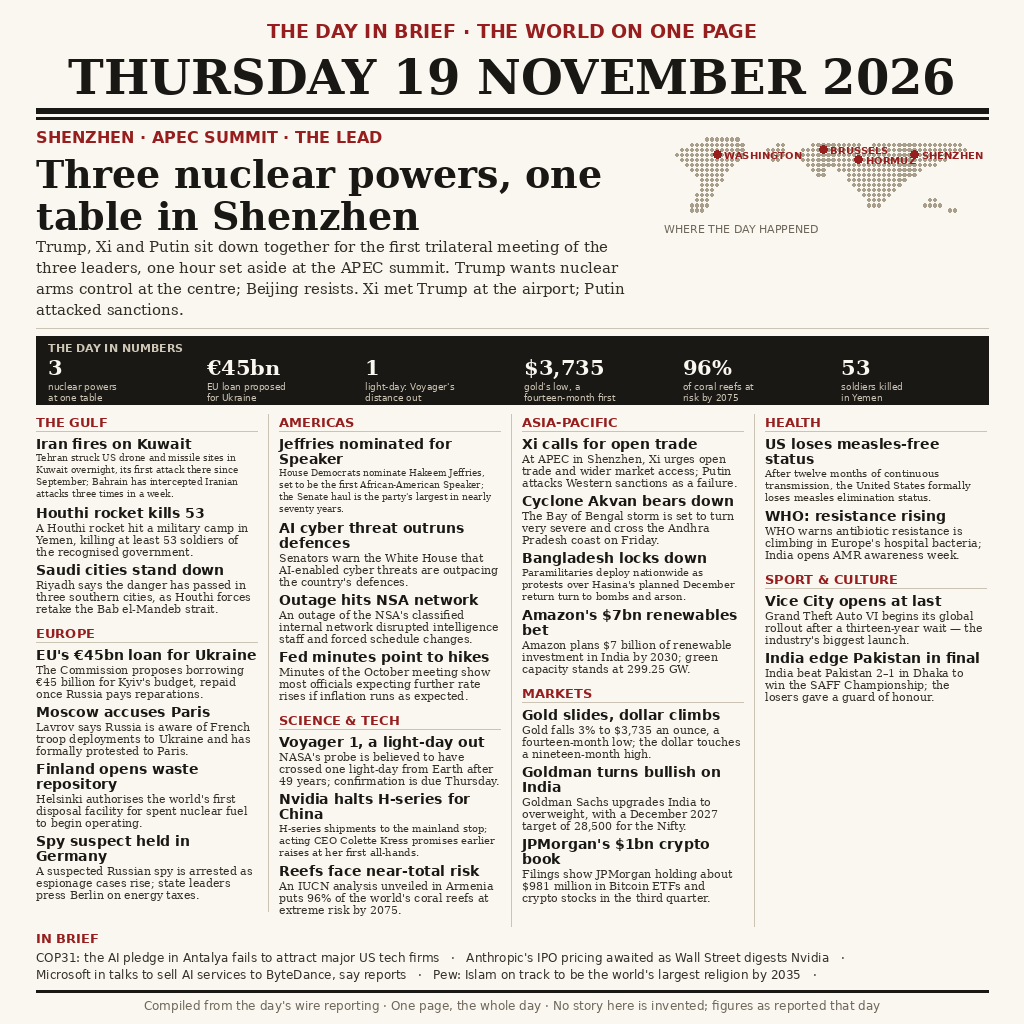 THE DAY IN BRIEF · THE WORLD ON ONE PAGE
THURSDAY 19 NOVEMBER 2026
SHENZHEN · APEC SUMMIT · THE LEAD
Three nuclear powers, one
table in Shenzhen
Trump, Xi and Putin sit down together for the first trilateral meeting of the
three leaders, one hour set aside at the APEC summit. Trump wants nuclear
arms control at the centre; Beijing resists. Xi met Trump at the airport; Putin
attacked sanctions.
WASHINGTON
BRUSSELS
HORMUZ
SHENZHEN
WHERE THE DAY HAPPENED
THE DAY IN NUMBERS
3
nuclear powers
at one table
€45bn
EU loan proposed
for Ukraine
1
light-day: Voyager's
distance out
$3,735
gold's low, a
fourteen-month first
96%
of coral reefs at
risk by 2075
53
soldiers killed
in Yemen
THE GULF
Iran fires on Kuwait
Tehran struck US drone and missile sites in
Kuwait overnight, its first attack there since
September; Bahrain has intercepted Iranian
attacks three times in a week.
Houthi rocket kills 53
A Houthi rocket hit a military camp in
Yemen, killing at least 53 soldiers of
the recognised government.
Saudi cities stand down
Riyadh says the danger has passed in
three southern cities, as Houthi forces
retake the Bab el-Mandeb strait.
EUROPE
EU's €45bn loan for Ukraine
The Commission proposes borrowing
€45 billion for Kyiv's budget, repaid
once Russia pays reparations.
Moscow accuses Paris
Lavrov says Russia is aware of French
troop deployments to Ukraine and has
formally protested to Paris.
Finland opens waste
repository
Helsinki authorises the world's first
disposal facility for spent nuclear fuel
to begin operating.
Spy suspect held in
Germany
A suspected Russian spy is arrested as
espionage cases rise; state leaders
press Berlin on energy taxes.
AMERICAS
Jeffries nominated for
Speaker
House Democrats nominate Hakeem Jeffries,
set to be the first African-American Speaker;
the Senate haul is the party's largest in nearly
seventy years.
AI cyber threat outruns
defences
Senators warn the White House that
AI-enabled cyber threats are outpacing
the country's defences.
Outage hits NSA network
An outage of the NSA's classified
internal network disrupted intelligence
staff and forced schedule changes.
Fed minutes point to hikes
Minutes of the October meeting show
most officials expecting further rate
rises if inflation runs as expected.
SCIENCE & TECH
Voyager 1, a light-day out
NASA's probe is believed to have
crossed one light-day from Earth after
49 years; confirmation is due Thursday.
Nvidia halts H-series for
China
H-series shipments to the mainland stop;
acting CEO Colette Kress promises earlier
raises at her first all-hands.
Reefs face near-total risk
An IUCN analysis unveiled in Armenia
puts 96% of the world's coral reefs at
extreme risk by 2075.
ASIA-PACIFIC
Xi calls for open trade
At APEC in Shenzhen, Xi urges open
trade and wider market access; Putin
attacks Western sanctions as a failure.
Cyclone Akvan bears down
The Bay of Bengal storm is set to turn
very severe and cross the Andhra
Pradesh coast on Friday.
Bangladesh locks down
Paramilitaries deploy nationwide as
protests over Hasina's planned December
return turn to bombs and arson.
Amazon's $7bn renewables
bet
Amazon plans $7 billion of renewable
investment in India by 2030; green
capacity stands at 299.25 GW.
MARKETS
Gold slides, dollar climbs
Gold falls 3% to $3,735 an ounce, a
fourteen-month low; the dollar touches
a nineteen-month high.
Goldman turns bullish on
India
Goldman Sachs upgrades India to
overweight, with a December 2027
target of 28,500 for the Nifty.
JPMorgan's $1bn crypto
book
Filings show JPMorgan holding about
$981 million in Bitcoin ETFs and
crypto stocks in the third quarter.
HEALTH
US loses measles-free
status
After twelve months of continuous
transmission, the United States formally
loses measles elimination status.
WHO: resistance rising
WHO warns antibiotic resistance is
climbing in Europe's hospital bacteria;
India opens AMR awareness week.
SPORT & CULTURE
Vice City opens at last
Grand Theft Auto VI begins its global
rollout after a thirteen-year wait — the
industry's biggest launch.
India edge Pakistan in final
India beat Pakistan 2–1 in Dhaka to
win the SAFF Championship; the
losers gave a guard of honour.
IN BRIEF
COP31: the AI pledge in Antalya fails to attract major US tech firms · Anthropic's IPO pricing awaited as Wall Street digests Nvidia ·
Microsoft in talks to sell AI services to ByteDance, say reports · Pew: Islam on track to be the world's largest religion by 2035 ·
Compiled from the day's wire reporting · One page, the whole day · No story here is invented; figures as reported that day